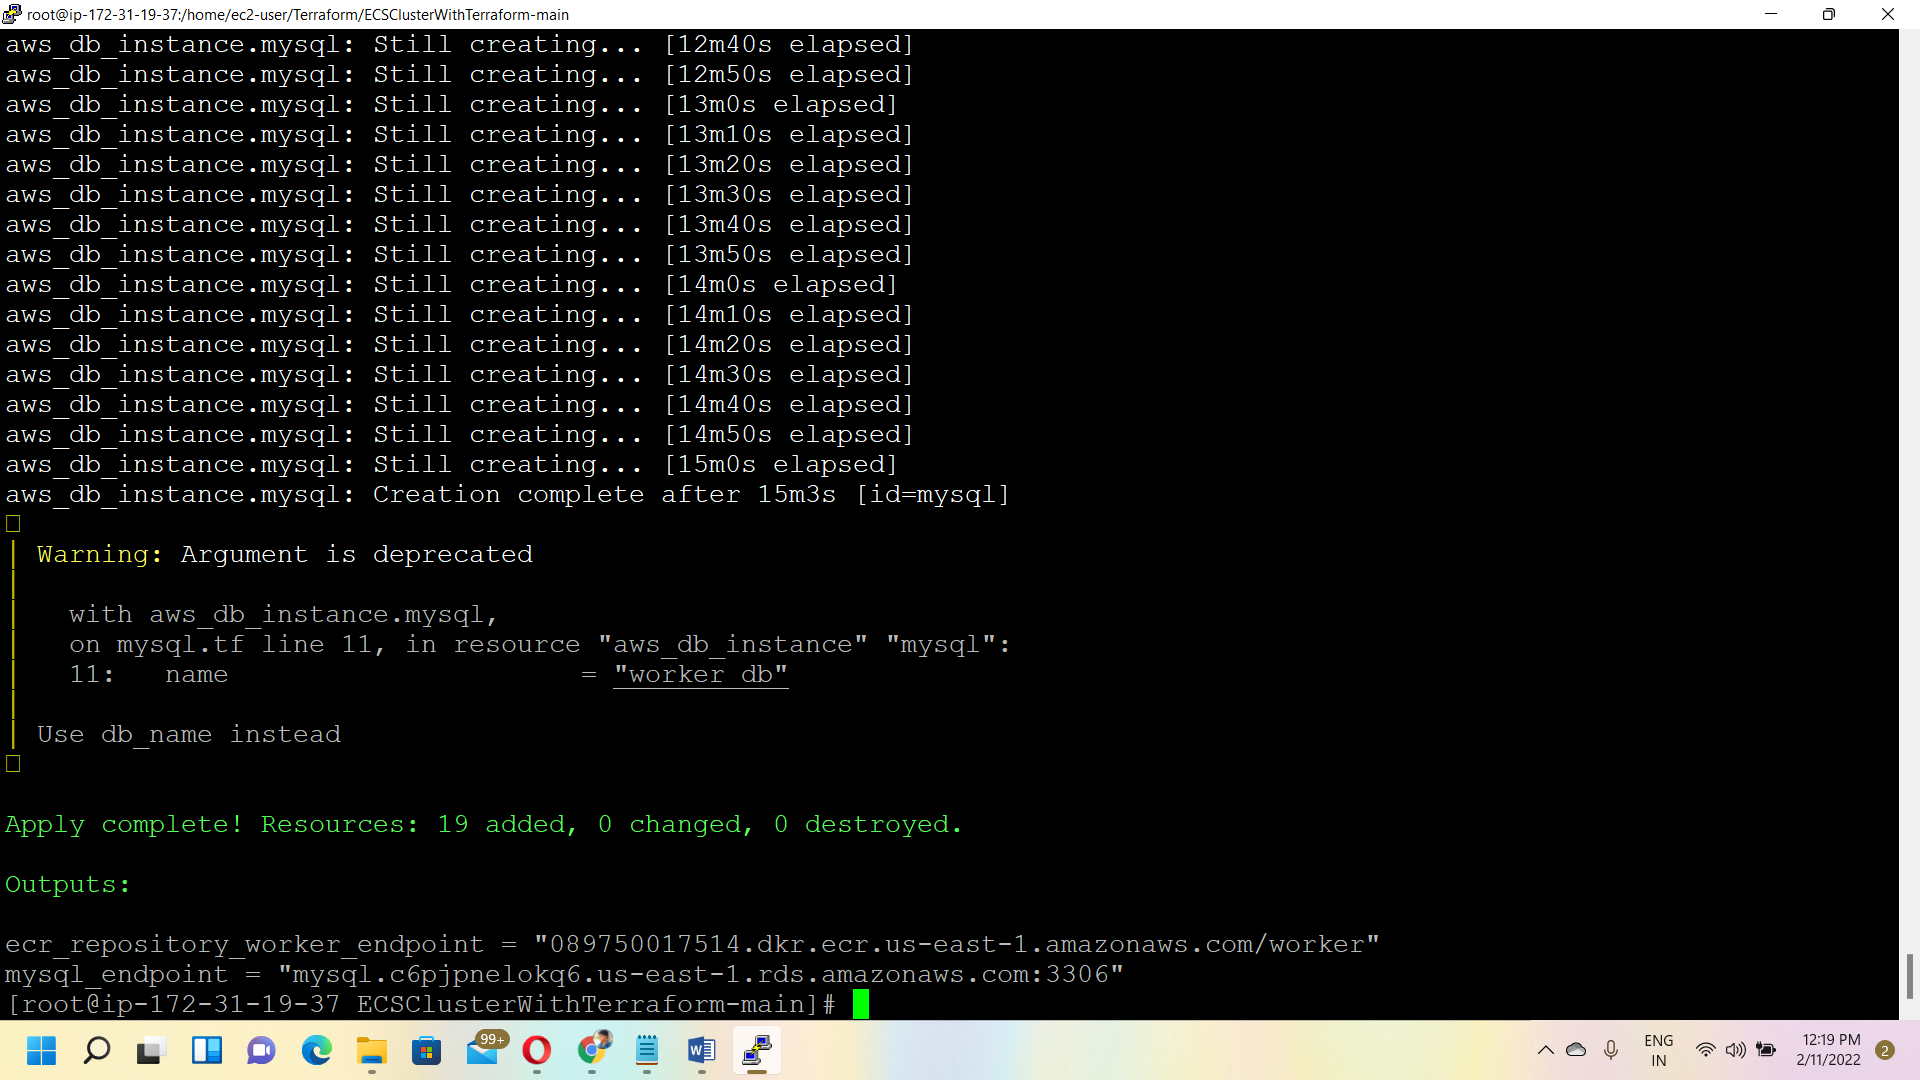 root@ip-172-31-19-37:/home/ec2-user/Terraform/ECSClusterWithTerraform-main
aws_db_instance.mysql: Still creating... [12m40s elapsed]
aws_db_instance.mysql: Still creating... [12m50s elapsed]
aws_db_instance.mysql: Still creating... [13m0s elapsed]
aws_db_instance.mysql: Still creating... [13m10s elapsed]
aws_db_instance.mysql: Still creating... [13m20s elapsed]
aws_db_instance.mysql: Still creating... [13m30s elapsed]
aws_db_instance.mysql: Still creating... [13m40s elapsed]
aws_db_instance.mysql: Still creating... [13m50s elapsed]
aws_db_instance.mysql: Still creating... [14m0s elapsed]
aws_db_instance.mysql: Still creating... [14m10s elapsed]
aws_db_instance.mysql: Still creating... [14m20s elapsed]
aws_db_instance.mysql: Still creating... [14m30s elapsed]
aws_db_instance.mysql: Still creating... [14m40s elapsed]
aws_db_instance.mysql: Still creating... [14m50s elapsed]
aws_db_instance.mysql: Still creating... [15m0s elapsed]
aws_db_instance.mysql: Creation complete after 15m3s [id=mysql]
Warning: Argument is deprecated
with aws_db_instance.mysql,
on mysql.tf line 11, in resource "aws_db_instance" "mysql":
11:   name                      = "worker_db"
Use db_name instead
Apply complete! Resources: 19 added, 0 changed, 0 destroyed.
Outputs:
ecr_repository_worker_endpoint = "089750017514.dkr.ecr.us-east-1.amazonaws.com/worker"
mysql_endpoint = "mysql.c6pjpnelokq6.us-east-1.rds.amazonaws.com:3306"
[root@ip-172-31-19-37 ECSClusterWithTerraform-main]#
99+
ENG
IN
12:19 PM
2/11/2022
2